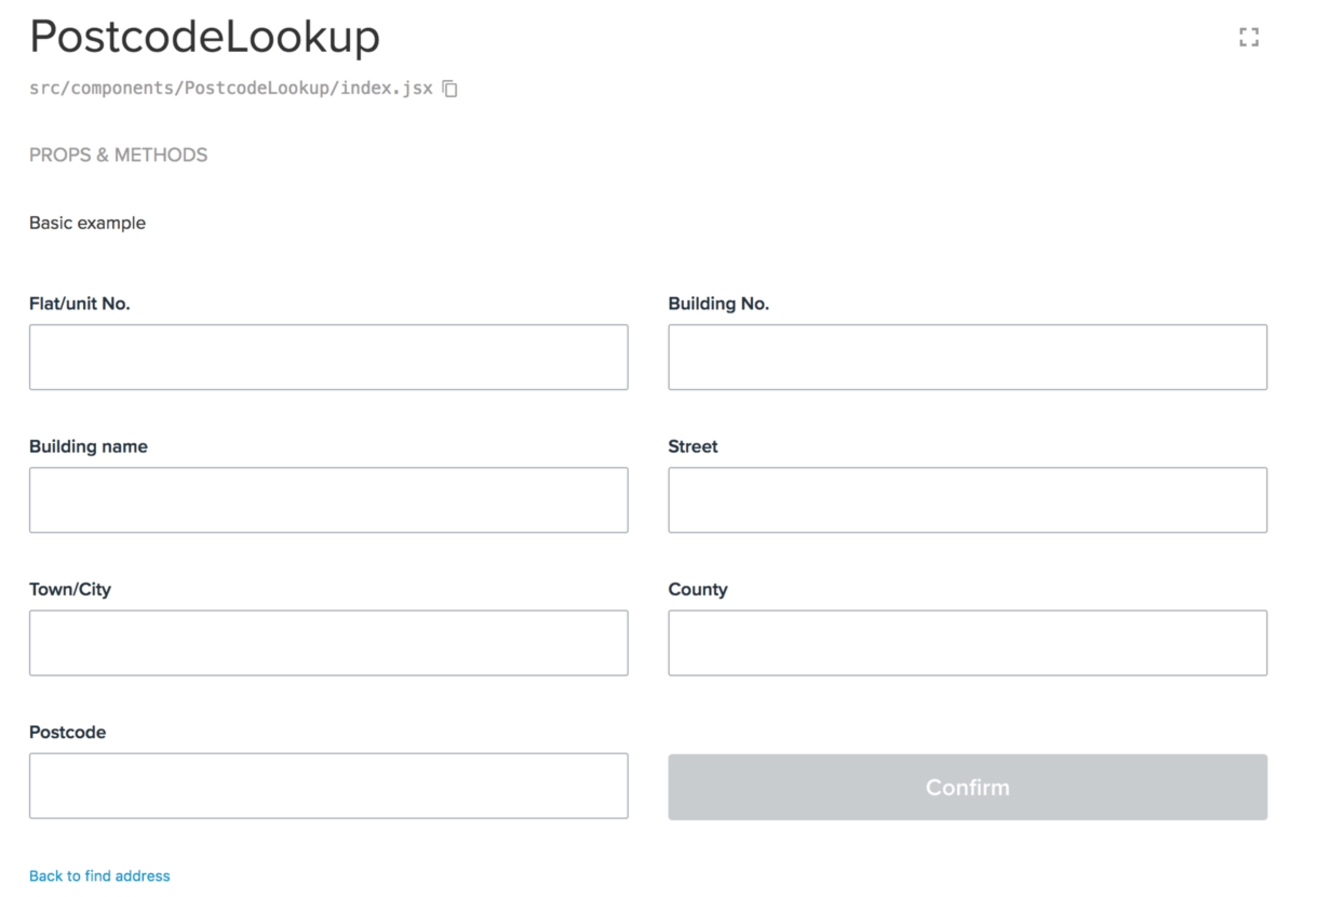 PostcodeLookup
src/components/PostcodeLookup/index.jsx
PROPS & METHODS
Basic example
Flat/unit No.
Building No.
Building name
Street
Town/City
County
Postcode
Confirm
Back to find address